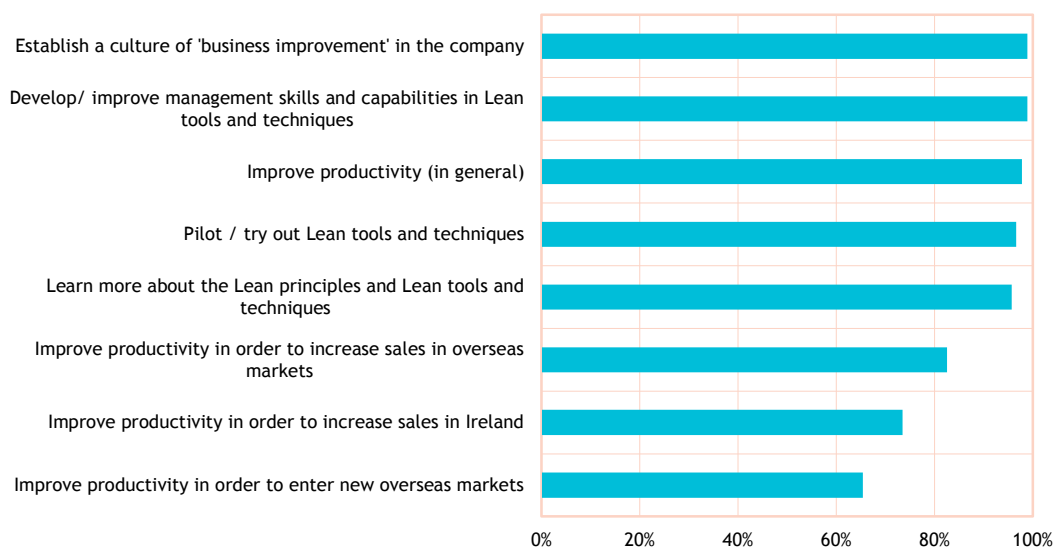 Establish a culture of 'business improvement' in the company
Develop/ improve management skills and capabilities in Lean
tools and techniques
Improve productivity (in general)
Pilot / try out Lean tools and techniques
Learn more about the Lean principles and Lean tools and
techniques
Improve productivity in order to increase sales in overseas
markets
Improve productivity in order to increase sales in Ireland
Improve productivity in order to enter new overseas markets
0% 20% 40% 60% 80% 100%